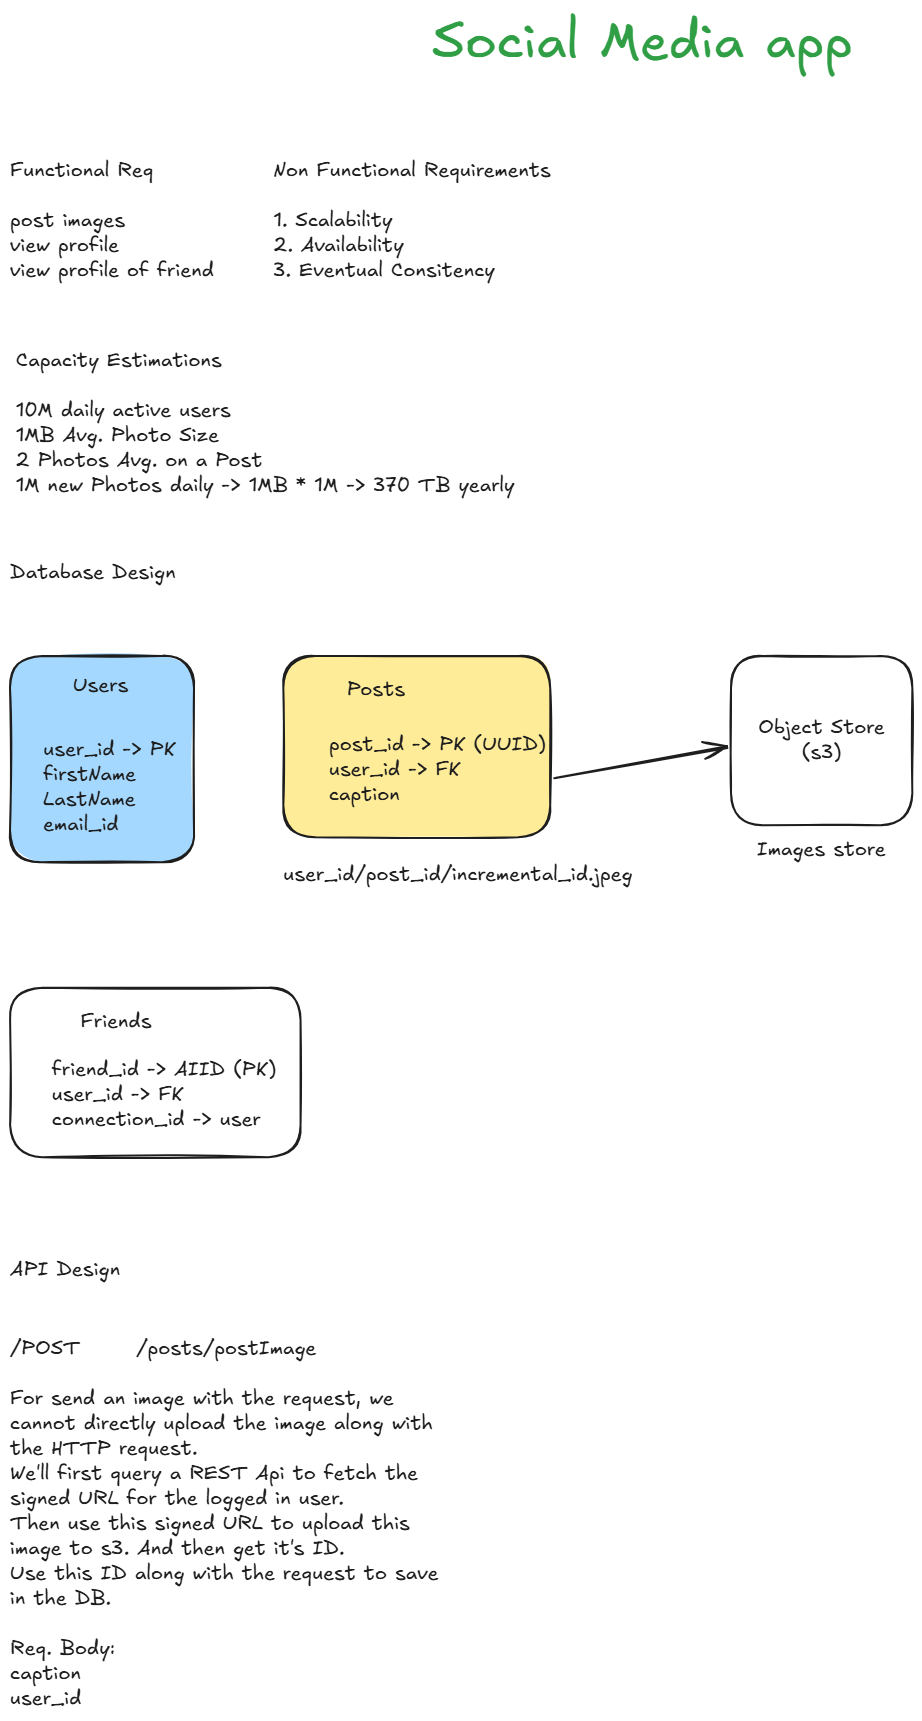 Social Media app
Functional Req
post images
view profile
view profile of friend
Non Functional Requirements
1. Scalability
2. Availability
3. Eventual Consitency
Capacity Estimations
10M daily active users
1MB Avg. Photo Size
2 Photos Avg. on a Post
1M new Photos daily -> 1MB * 1M -> 370 TB yearly
Database Design
Users
user_id -> PK
firstName
LastName
email_id
Posts
post_id -> PK (UUID)
user_id -> FK
caption
user_id/post_id/incremental_id.jpeg
Object Store
(s3)
Images store
Friends
friend_id -> AIID (PK)
user_id -> FK
connection_id -> user
API Design
/POST /posts/postImage
For send an image with the request, we
cannot directly upload the image along with
the HTTP request.
We'll first query a REST Api to fetch the
signed URL for the logged in user.
Then use this signed URL to upload this
image to s3. And then get it's ID.
Use this ID along with the request to save
in the DB.
Req. Body:
caption
user_id